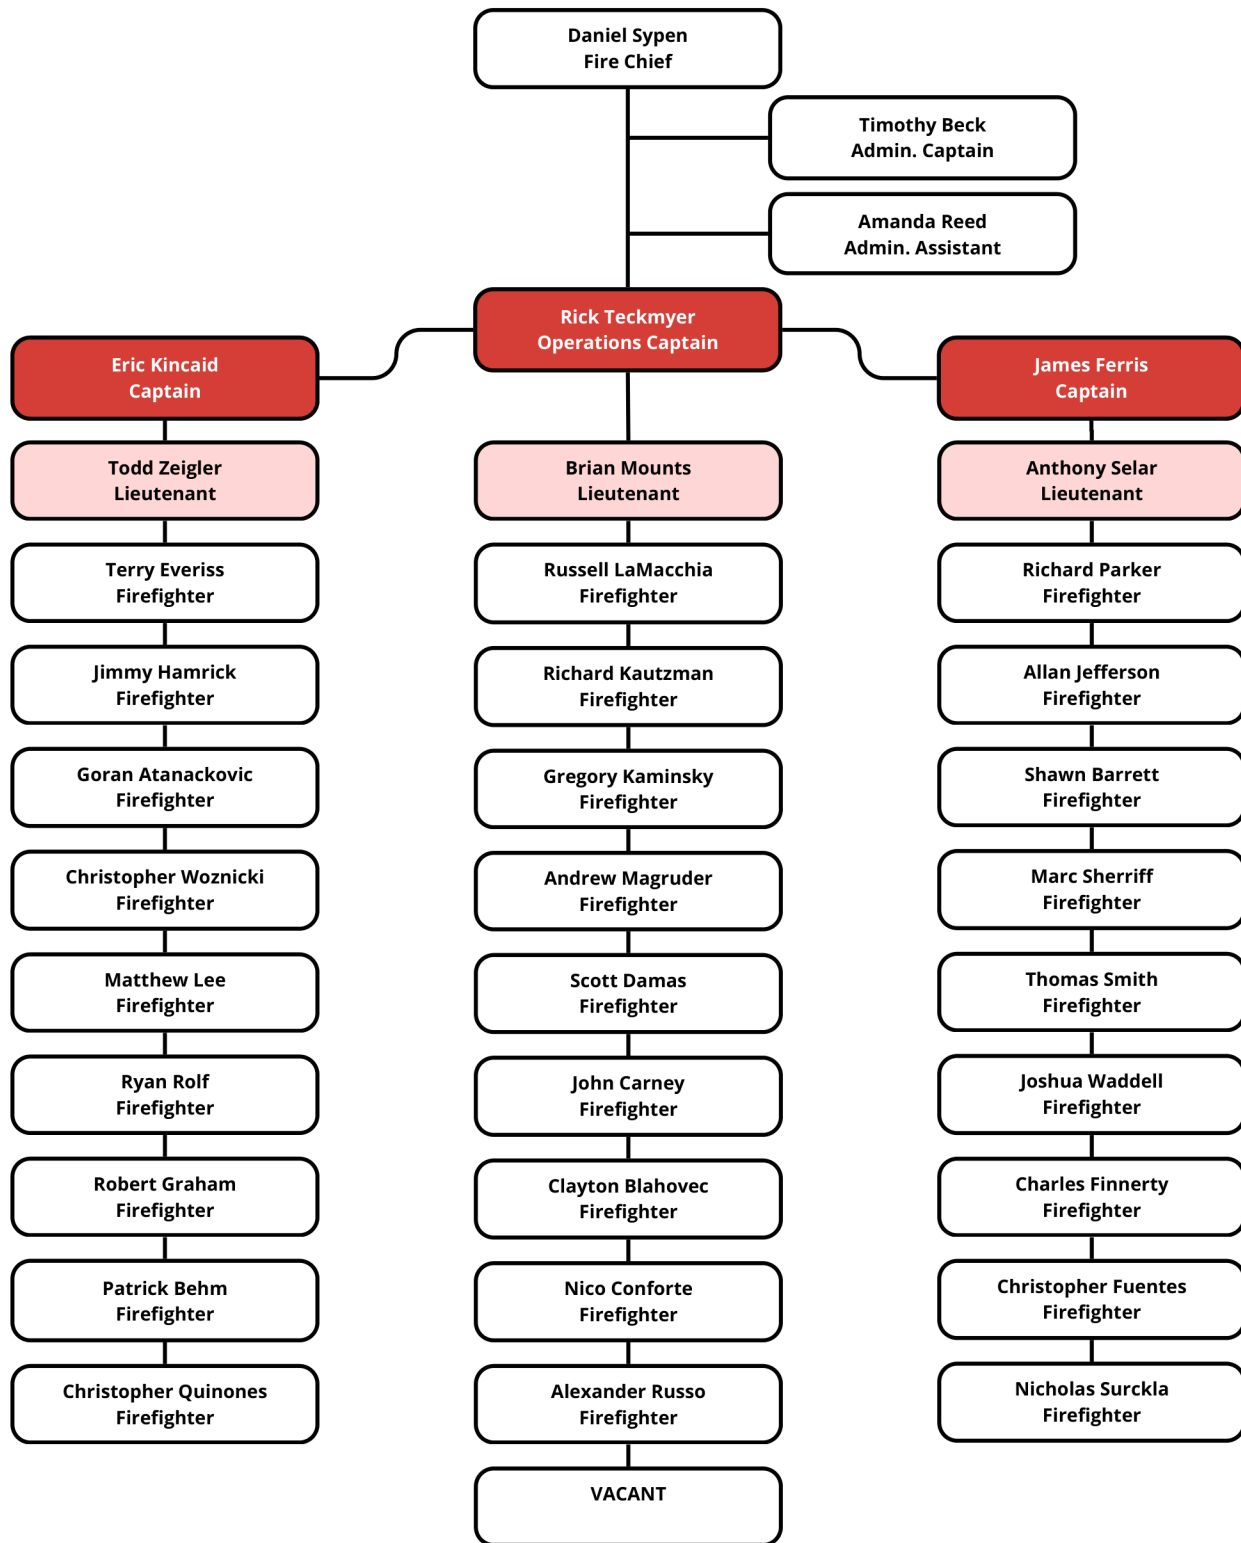 Daniel Sypen
Fire Chief
Timothy Beck
Admin. Captain
Amanda Reed
Admin. Assistant
Rick Teckmyer
Operations Captain
Eric Kincaid
Captain
Todd Zeigler
Lieutenant
Terry Everiss
Firefighter
Jimmy Hamrick
Firefighter
Goran Atanackovic
Firefighter
Christopher Woznicki
Firefighter
Matthew Lee
Firefighter
Ryan Rolf
Firefighter
Robert Graham
Firefighter
Patrick Behm
Firefighter
Christopher Quinones
Firefighter
Brian Mounts
Lieutenant
Russell LaMacchia
Firefighter
Richard Kautzman
Firefighter
Gregory Kaminsky
Firefighter
Andrew Magruder
Firefighter
Scott Damas
Firefighter
John Carney
Firefighter
Clayton Blahovec
Firefighter
Nico Conforte
Firefighter
Alexander Russo
Firefighter
VACANT
James Ferris
Captain
Anthony Selar
Lieutenant
Richard Parker
Firefighter
Allan Jefferson
Firefighter
Shawn Barrett
Firefighter
Marc Sherriff
Firefighter
Thomas Smith
Firefighter
Joshua Waddell
Firefighter
Charles Finnerty
Firefighter
Christopher Fuentes
Firefighter
Nicholas Surckla
Firefighter